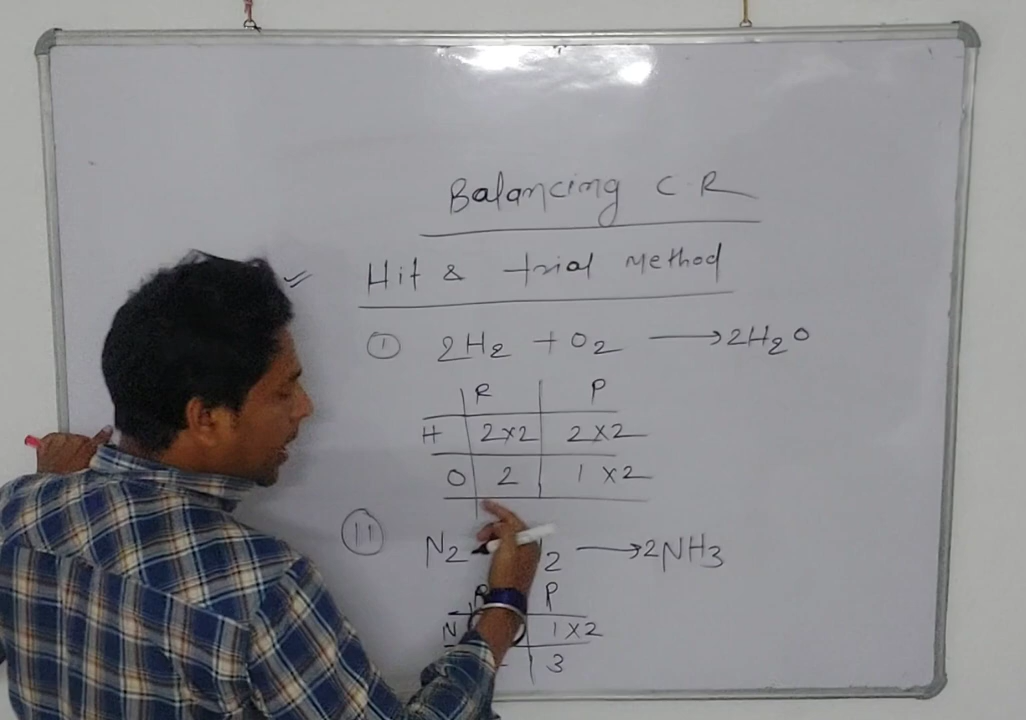 Balancing C R
Hit & trial method
① 2H2 + O2 → 2H2O
R P
H 2×2 2×2
O 2 1 ×2
⑪ N2 2 → 2NH3
R P
N 1×2
3